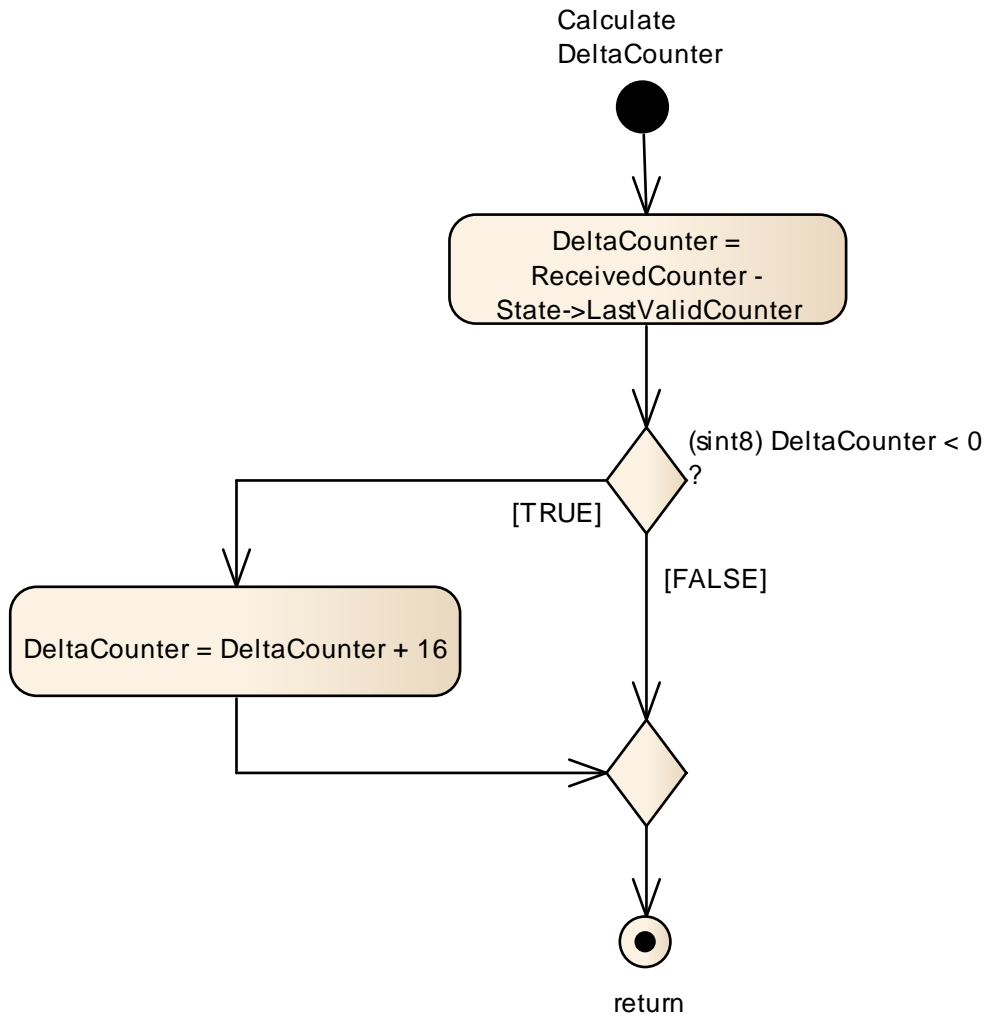 Calculate
DeltaCounter
DeltaCounter =
ReceivedCounter -
State->LastValidCounter
(sint8) DeltaCounter < 0
?
[TRUE]
[FALSE]
DeltaCounter = DeltaCounter + 16
return